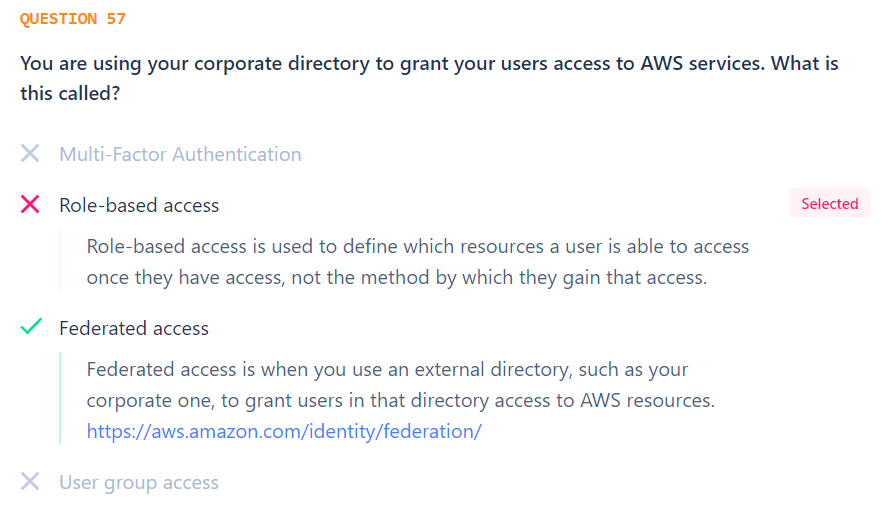 QUESTION 57
You are using your corporate directory to grant your users access to AWS services. What is
this called?
Multi-Factor Authentication
Role-based access
Selected
Role-based access is used to define which resources a user is able to access
once they have access, not the method by which they gain that access.
Federated access
Federated access is when you use an external directory, such as your
corporate one, to grant users in that directory access to AWS resources.
https://aws.amazon.com/identity/federation/
User group access